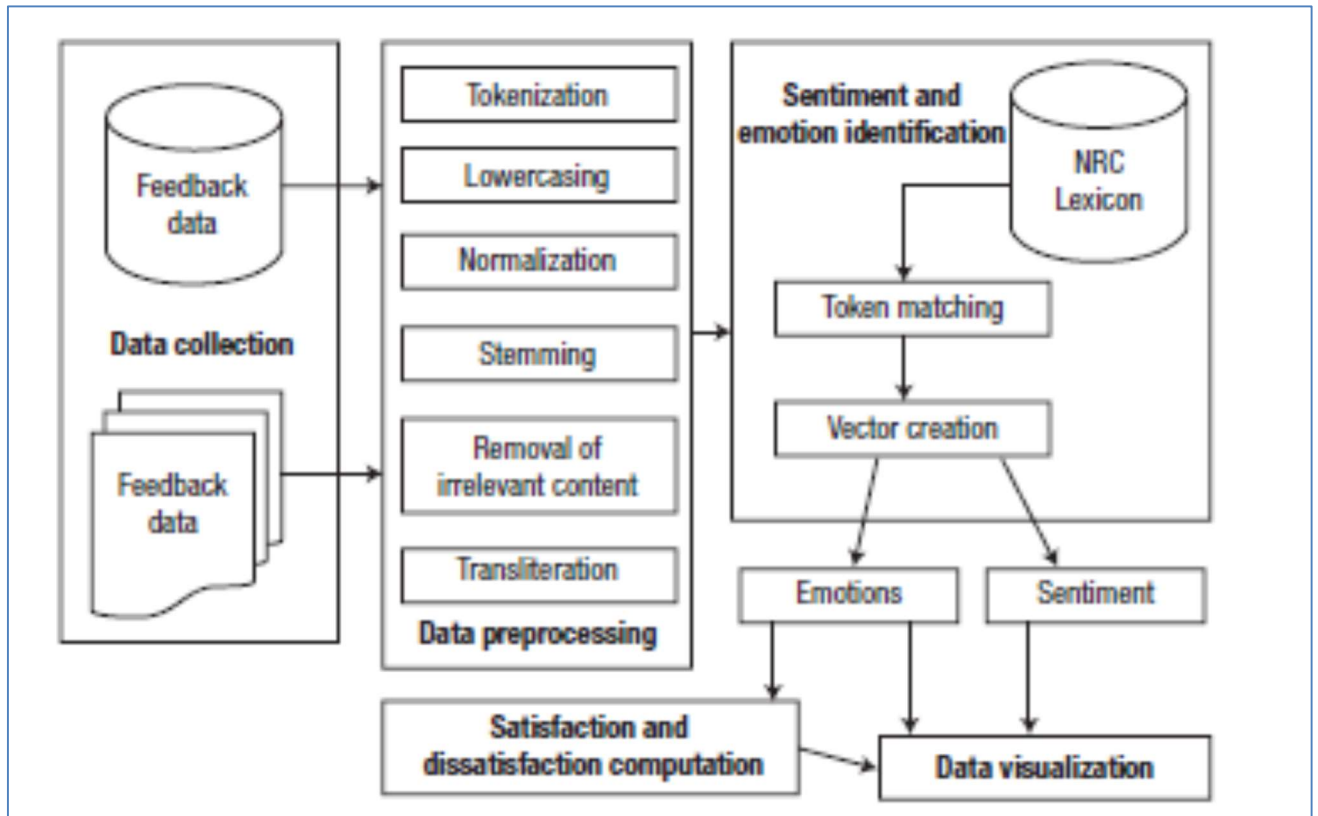 Feedback
data
Data collection
Feedback
data
Tokenization
Lowercasing
Normalization
Stemming
Removal of
irrelevant content
Transliteration
Data preprocessing
Sentiment and
emotion identification
NRC
Lexicon
Token matching
Vector creation
Emotions
Sentiment
Satisfaction and
dissatisfaction computation
Data visualization